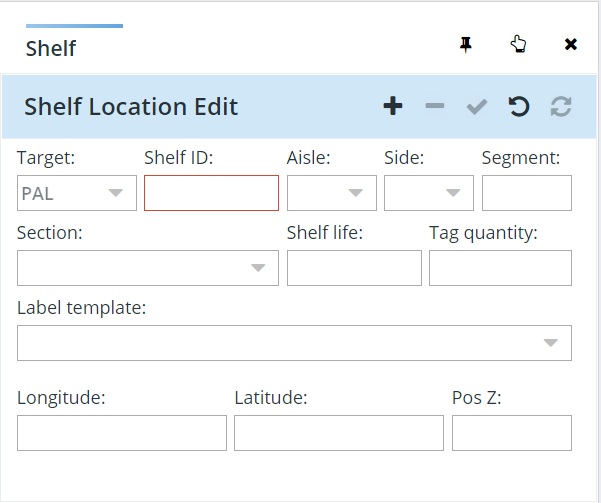 Shelf
Shelf Location Edit
Target: Shelf ID: Aisle: Side: Segment:
PAL
Section: Shelf life: Tag quantity:
Label template:
Longitude: Latitude: Pos Z: